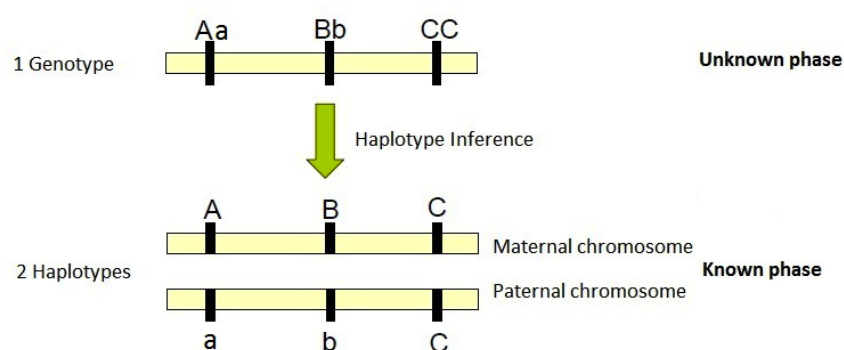 Aa Bb CC
1 Genotype Unknown phase
Haplotype Inference
A B C
Maternal chromosome
2 Haplotypes Known phase
Paternal chromosome
a b C